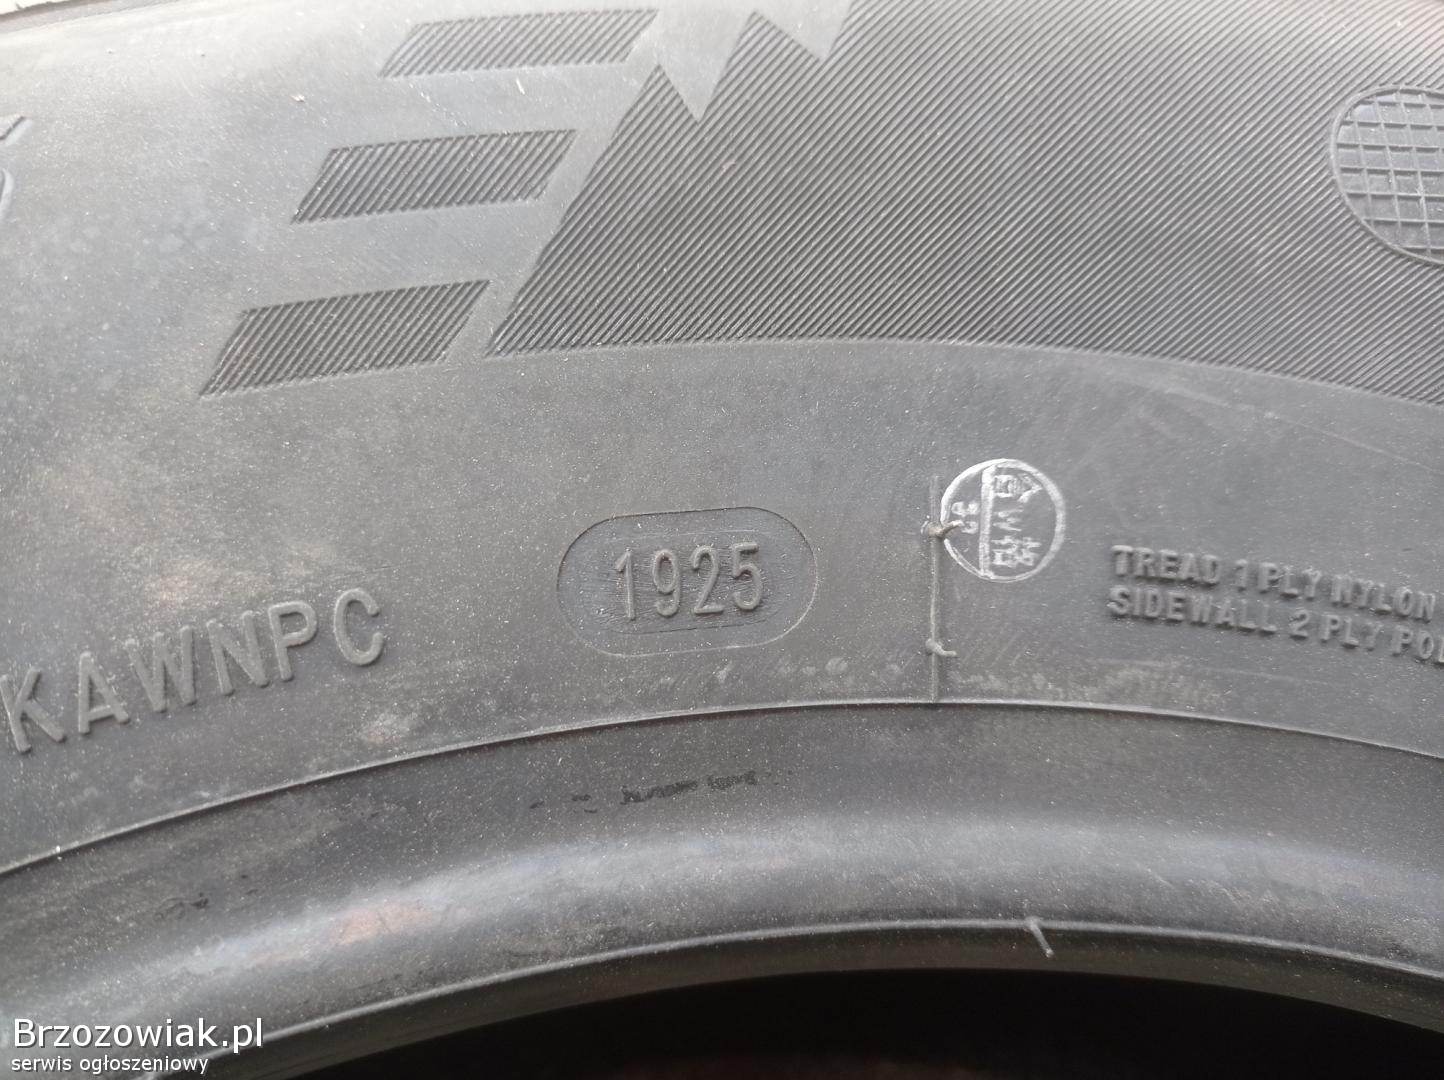 1925
KAWNPC
TREAD 1 PLY NYLON
SIDEWALL 2 PLY
Brzozowiak.pl
serwis ogłoszeniowy